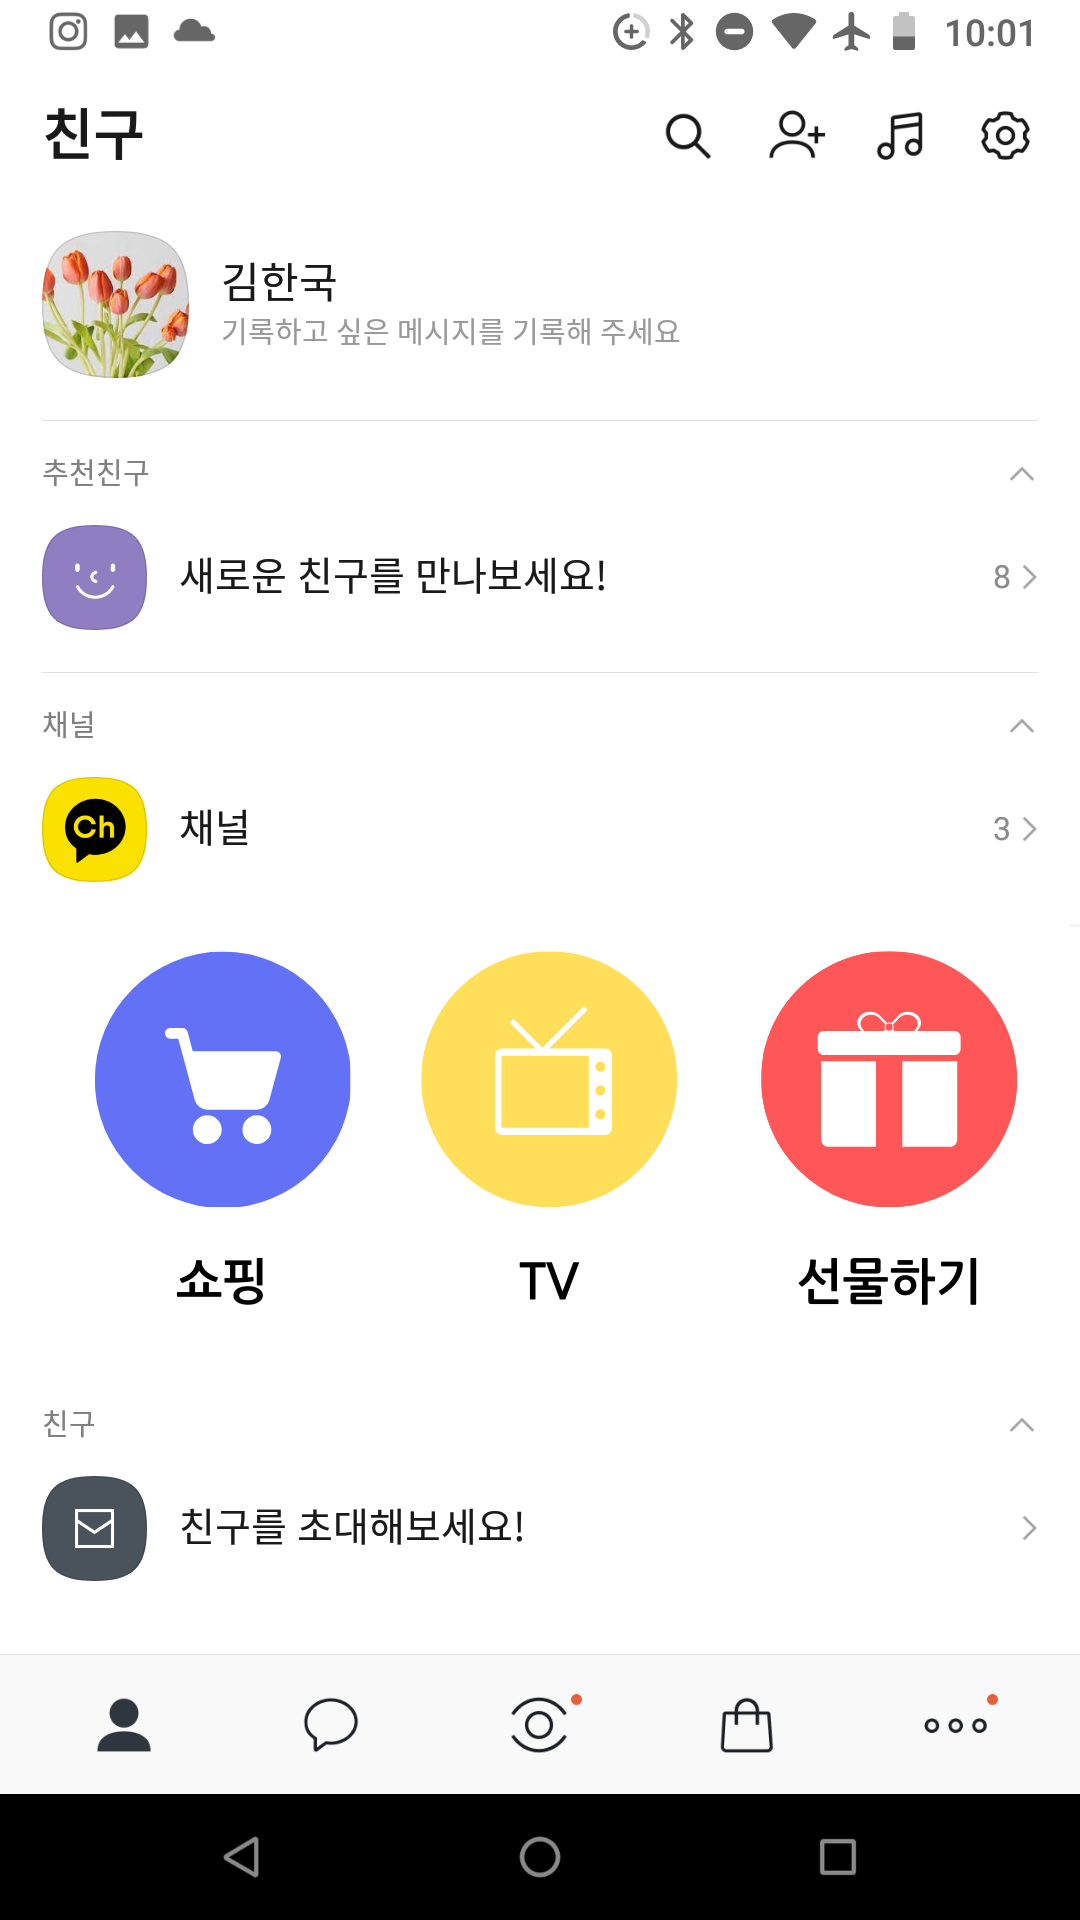 10:01
친구
김한국
기록하고 싶은 메시지를 기록해 주세요
추천친구
새로운 친구를 만나보세요!
8
채널
Ch
채널
3
쇼핑
TV
선물하기
친구
친구를 초대해보세요!